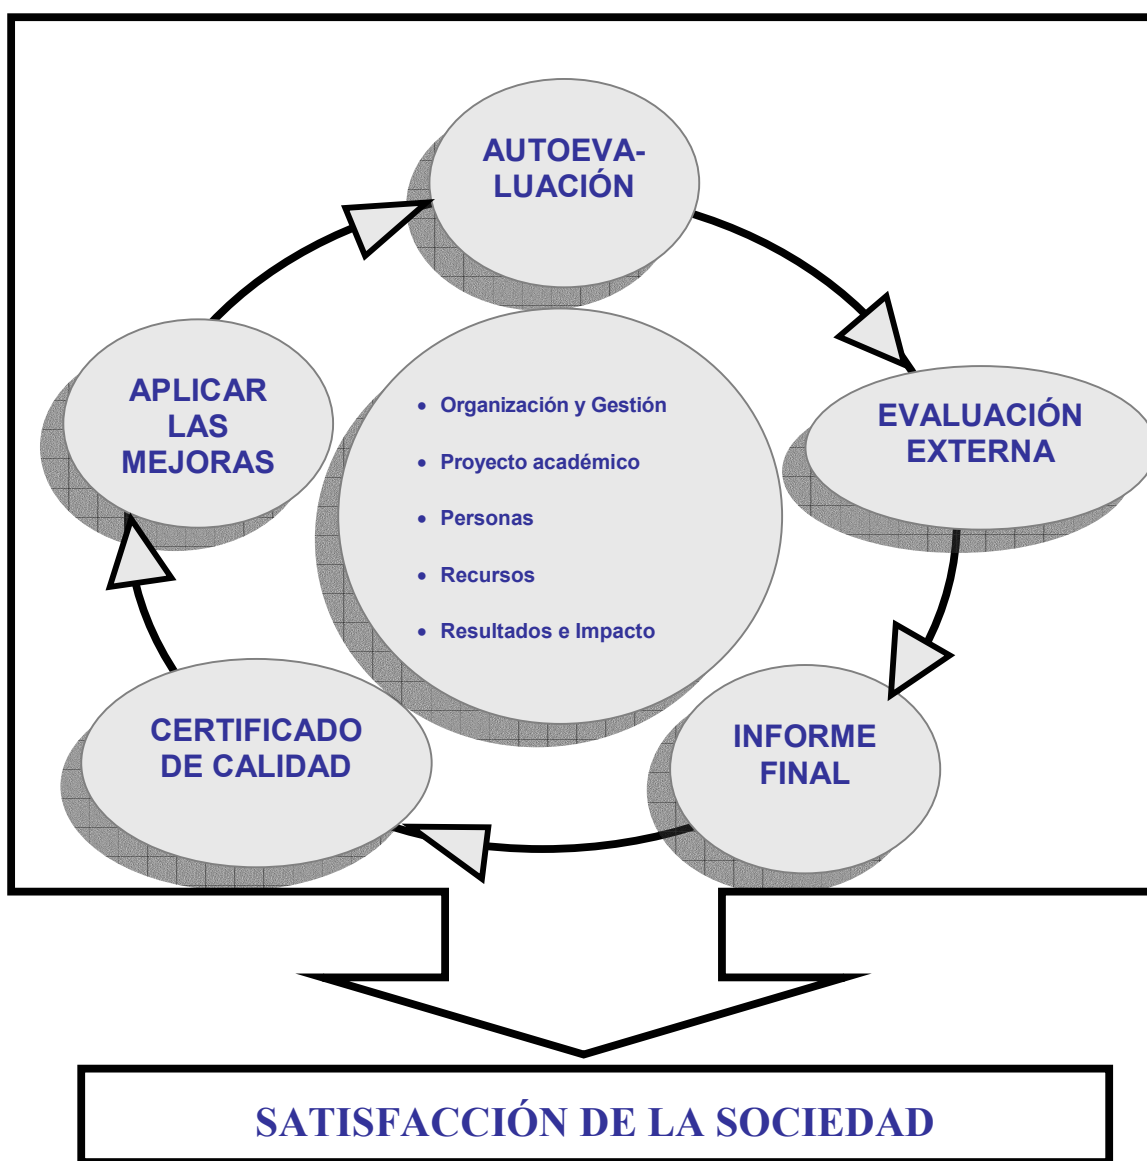 AUTOEVA-
LUACIÓN
EVALUACIÓN
EXTERNA
INFORME
FINAL
CERTIFICADO
DE CALIDAD
APLICAR
LAS
MEJORAS
• Organización y Gestión
• Proyecto académico
• Personas
• Recursos
• Resultados e Impacto
SATISFACCIÓN DE LA SOCIEDAD